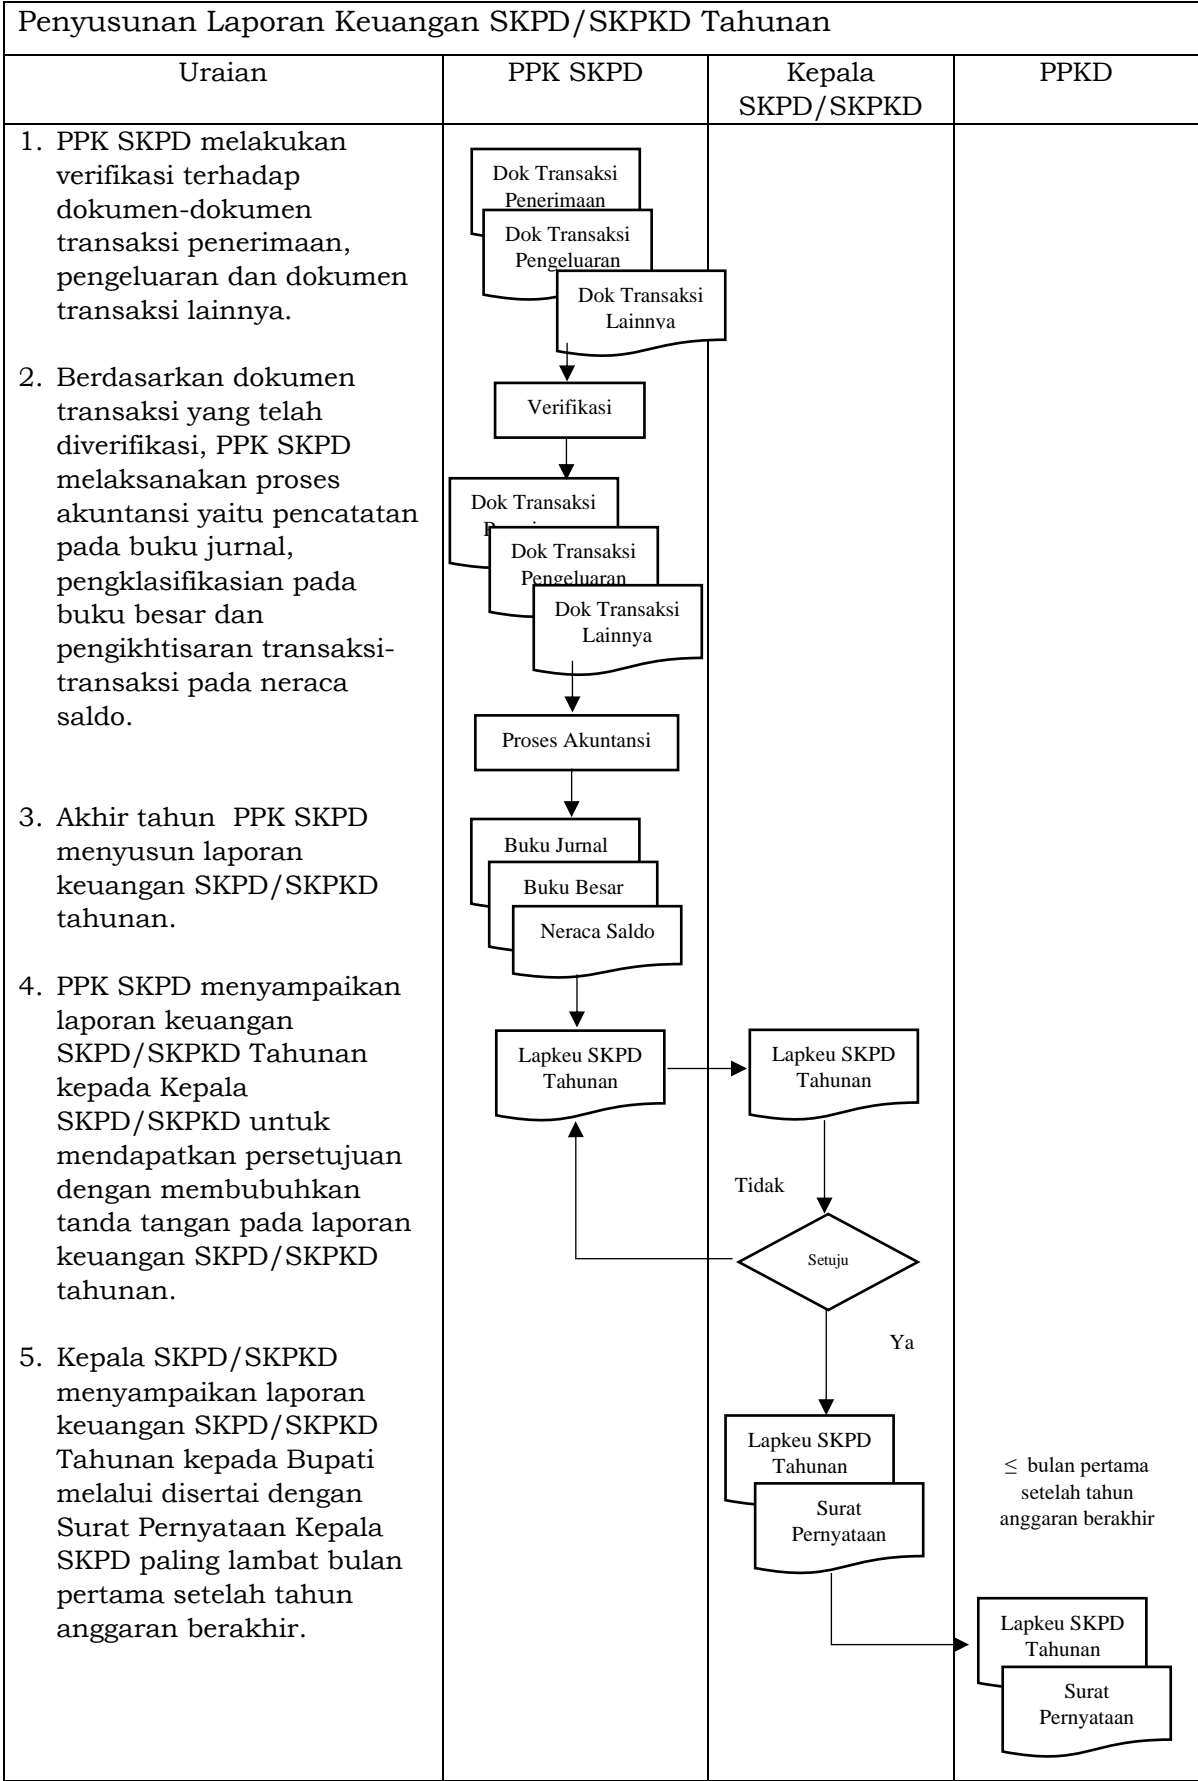 Penyusunan Laporan Keuangan SKPD/SKPKD Tahunan
Uraian
PPK SKPD
Kepala
SKPD/SKPKD
PPKD
1. PPK SKPD melakukan
verifikasi terhadap
dokumen-dokumen
transaksi penerimaan,
pengeluaran dan dokumen
transaksi lainnya.
2. Berdasarkan dokumen
transaksi yang telah
diverifikasi, PPK SKPD
melaksanakan proses
akuntansi yaitu pencatatan
pada buku jurnal,
pengklasifikasian pada
buku besar dan
pengikhtisaran transaksi-
transaksi pada neraca
saldo.
3. Akhir tahun  PPK SKPD
menyusun laporan
keuangan SKPD/SKPKD
tahunan.
4. PPK SKPD menyampaikan
laporan keuangan
SKPD/SKPKD Tahunan
kepada Kepala
SKPD/SKPKD untuk
mendapatkan persetujuan
dengan membubuhkan
tanda tangan pada laporan
keuangan SKPD/SKPKD
tahunan.
5. Kepala SKPD/SKPKD
menyampaikan laporan
keuangan SKPD/SKPKD
Tahunan kepada Bupati
melalui disertai dengan
Surat Pernyataan Kepala
SKPD paling lambat bulan
pertama setelah tahun
anggaran berakhir.
Dok Transaksi
Penerimaan
Dok Transaksi
Pengeluaran
Dok Transaksi
Lainnya
Verifikasi
Dok Transaksi
Dok Transaksi
Pengeluaran
Dok Transaksi
Lainnya
Proses Akuntansi
Buku Jurnal
Buku Besar
Neraca Saldo
Lapkeu SKPD
Tahunan
Lapkeu SKPD
Tahunan
Tidak
Setuju
Ya
Lapkeu SKPD
Tahunan
Surat
Pernyataan
≤ bulan pertama
setelah tahun
anggaran berakhir
Lapkeu SKPD
Tahunan
Surat
Pernyataan